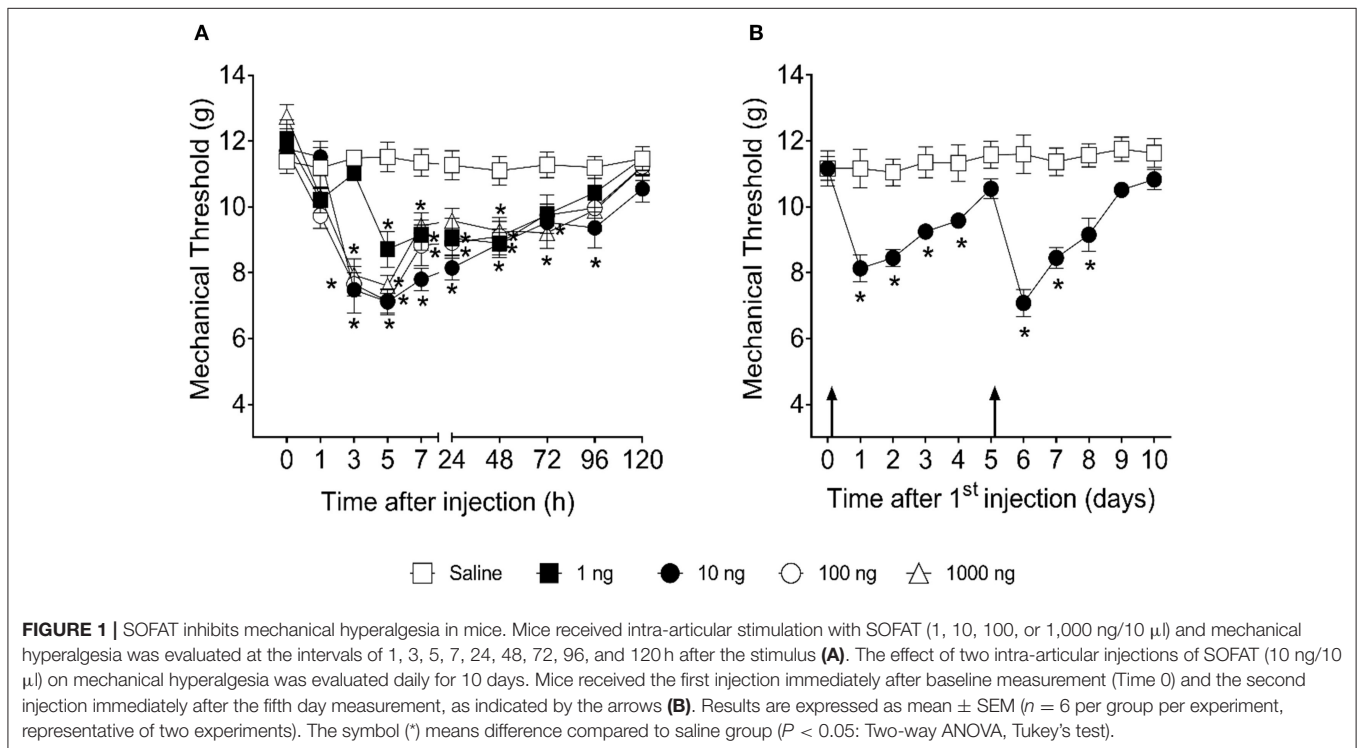 A
B
14
12
10
8
6
4
Mechanical Threshold (g)
* * * * * * * * * * * * * * * * * *
0 1 3 5 7 24 48 72 96 120
Time after injection (h)
14
12
10
8
6
4
Mechanical Threshold (g)
* * * * * * *
0 1 2 3 4 5 6 7 8 9 10
Time after 1st injection (days)
Saline 1 ng 10 ng 100 ng 1000 ng
FIGURE 1 | SOFAT inhibits mechanical hyperalgesia in mice. Mice received intra-articular stimulation with SOFAT (1, 10, 100, or 1,000 ng/10 μl) and mechanical
hyperalgesia was evaluated at the intervals of 1, 3, 5, 7, 24, 48, 72, 96, and 120 h after the stimulus (A). The effect of two intra-articular injections of SOFAT (10 ng/10
μl) on mechanical hyperalgesia was evaluated daily for 10 days. Mice received the first injection immediately after baseline measurement (Time 0) and the second
injection immediately after the fifth day measurement, as indicated by the arrows (B). Results are expressed as mean ± SEM (n = 6 per group per experiment,
representative of two experiments). The symbol (*) means difference compared to saline group (P < 0.05: Two-way ANOVA, Tukey's test).